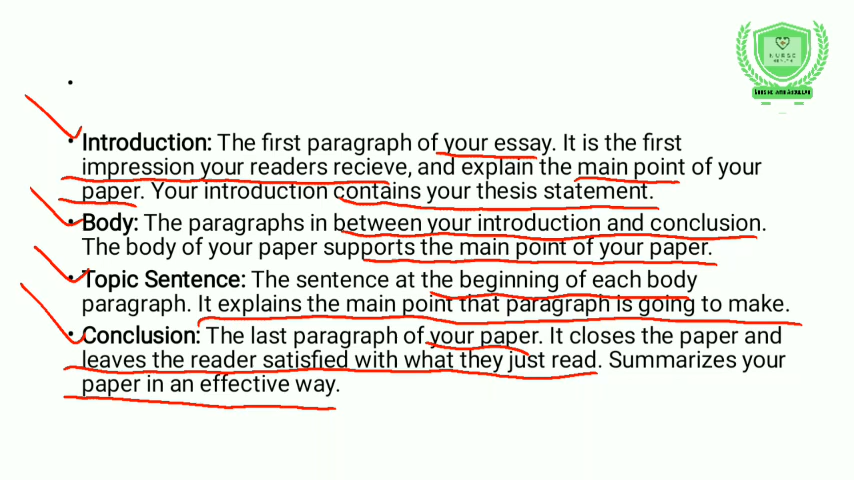 NURSE
• Introduction: The first paragraph of your essay. It is the first
impression your readers recieve, and explain the main point of your
paper. Your introduction contains your thesis statement.
• Body: The paragraphs in between your introduction and conclusion.
The body of your paper supports the main point of your paper.
• Topic Sentence: The sentence at the beginning of each body
paragraph. It explains the main point that paragraph is going to make.
• Conclusion: The last paragraph of your paper. It closes the paper and
leaves the reader satisfied with what they just read. Summarizes your
paper in an effective way.